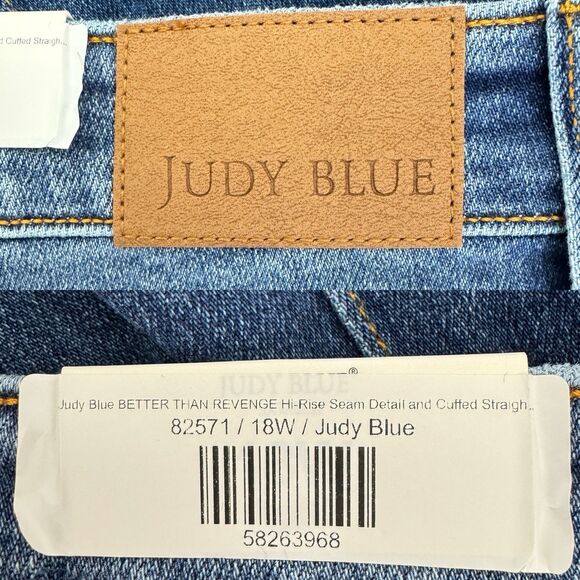 d Cuffed Straigh...
JUDY BLUE
JUDY BLUE®
Judy Blue BETTER THAN REVENGE Hi-Rise Seam Detail and Cuffed Straigh...
82571 / 18W / Judy Blue
58263968